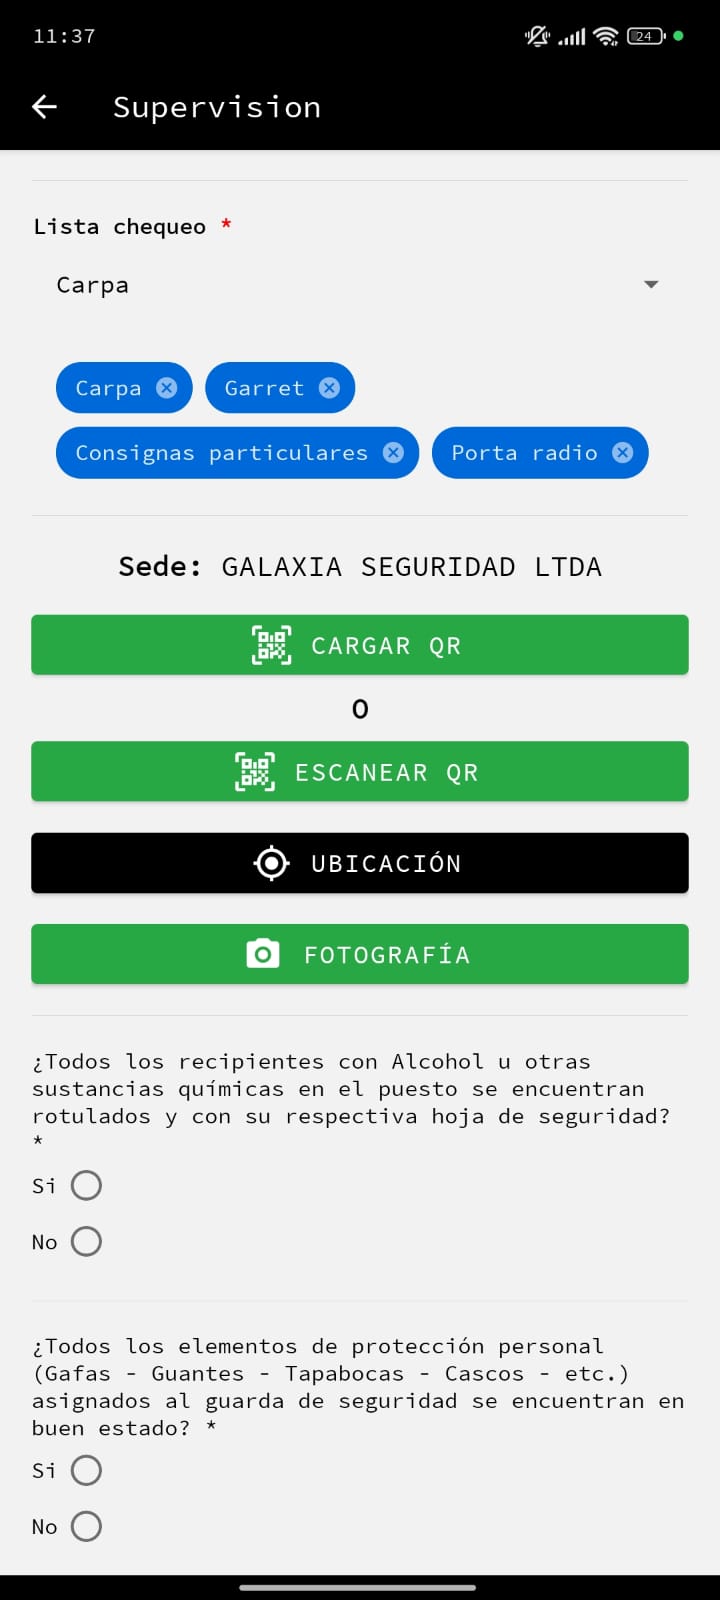 11:37
24
Supervision
Lista chequeo *
Carpa
Carpa
Garret
Consignas particulares
Porta radio
Sede: GALAXIA SEGURIDAD LTDA
CARGAR QR
O
ESCANEAR QR
UBICACIÓN
FOTOGRAFÍA
¿Todos los recipientes con Alcohol u otras
sustancias químicas en el puesto se encuentran
rotulados y con su respectiva hoja de seguridad?
*
Si
No
¿Todos los elementos de protección personal
(Gafas - Guantes - Tapabocas - Cascos - etc.)
asignados al guarda de seguridad se encuentran en
buen estado? *
Si
No